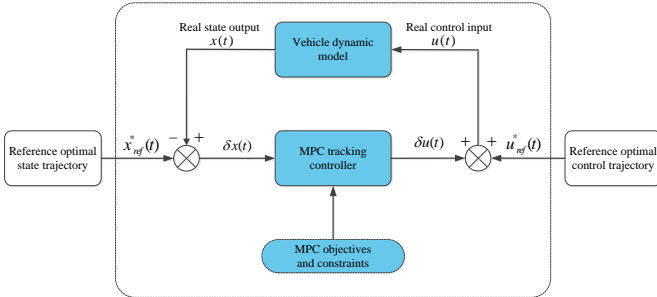 Real state output
x(t)
Vehicle dynamic
model
Real control input
u(t)
Reference optimal
state trajectory
x*ref(t)
− +
δx(t)
MPC tracking
controller
δu(t)
+ +
u*ref(t)
Reference optimal
control trajectory
MPC objectives
and constraints